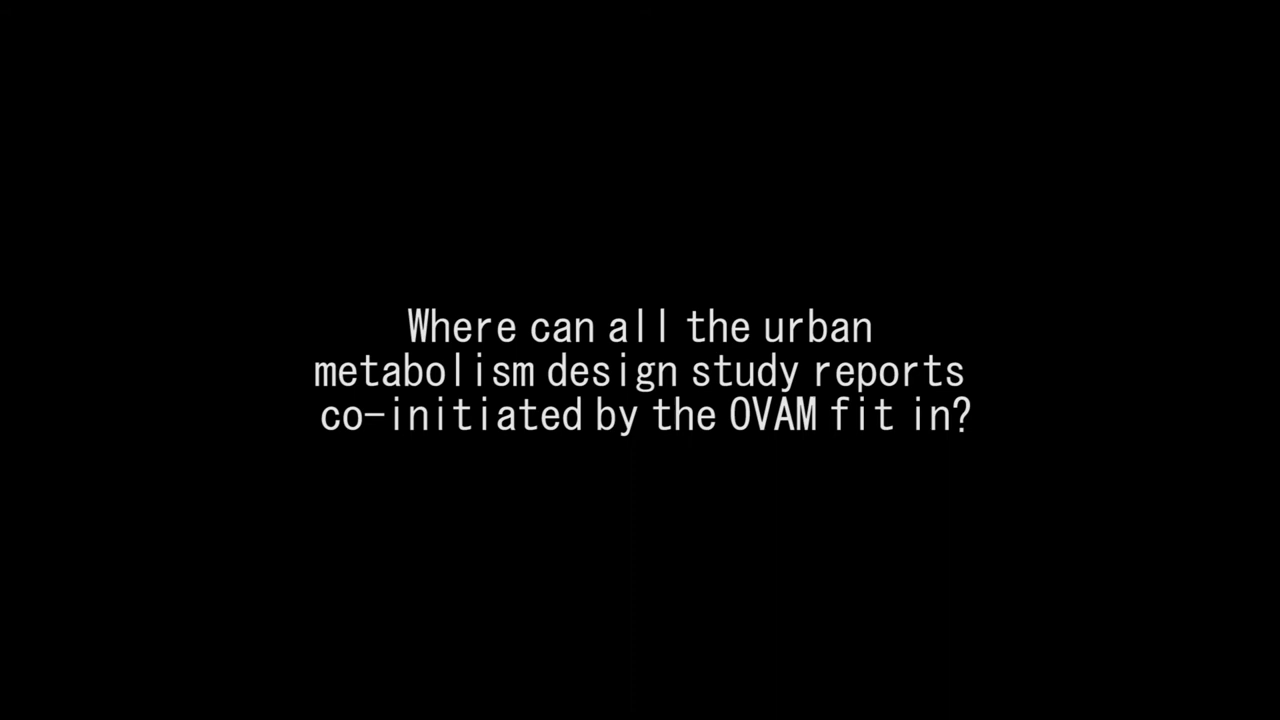 Where can all the urban
metabolism design study reports
co-initiated by the OVAM fit in?